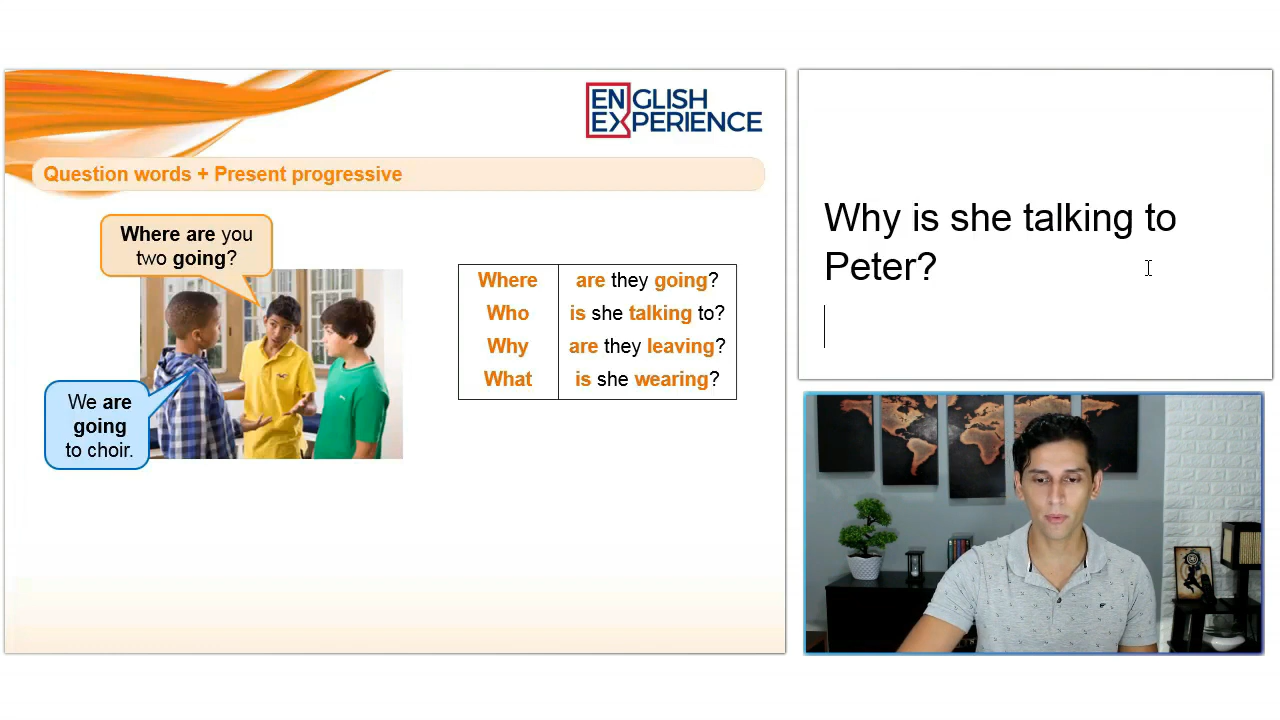 ENGLISH
EXPERIENCE
Question words + Present progressive
Where are you
two going?
We are
going
to choir.
Where are they going?
Who is she talking to?
Why are they leaving?
What is she wearing?
Why is she talking to
Peter?